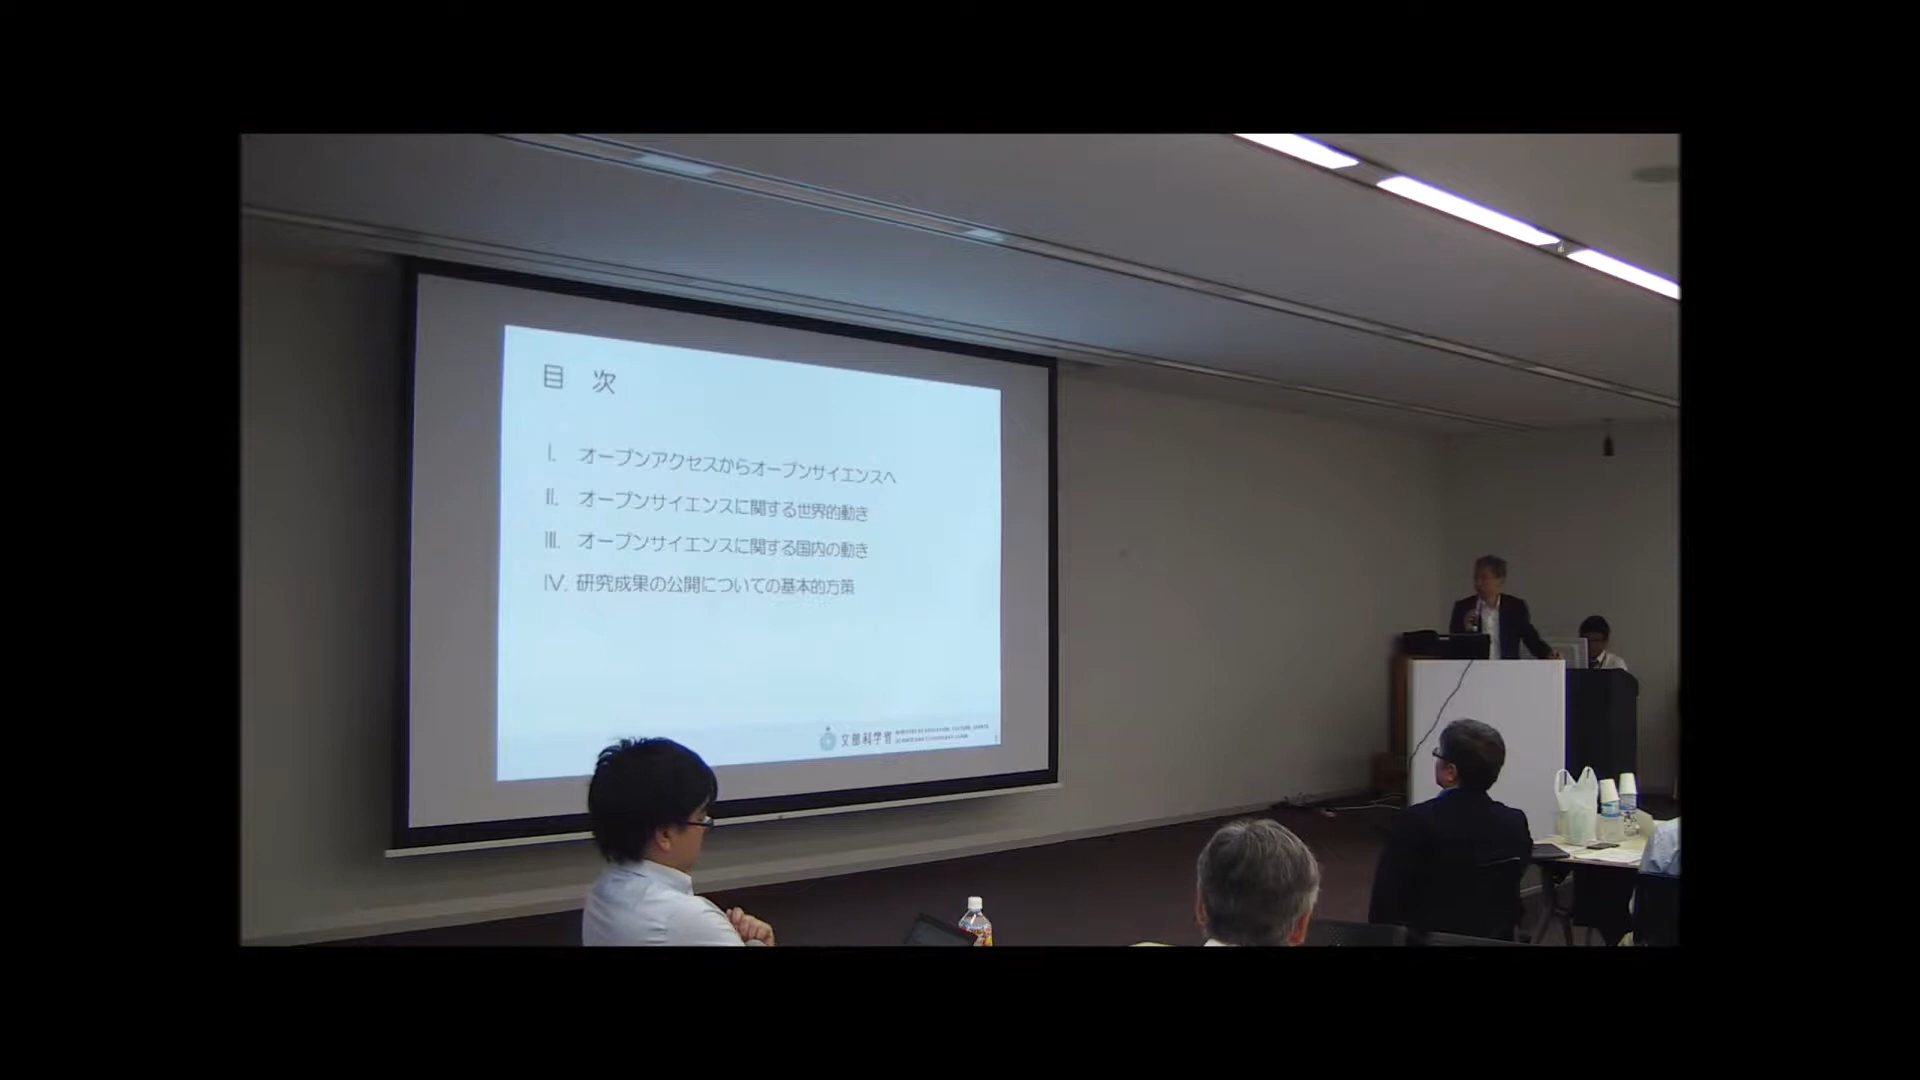 目 次
I. オープンアクセスからオープンサイエンスへ
II. オープンサイエンスに関する世界的動き
III. オープンサイエンスに関する国内の動き
IV. 研究成果の公開についての基本的方策
文部科学省